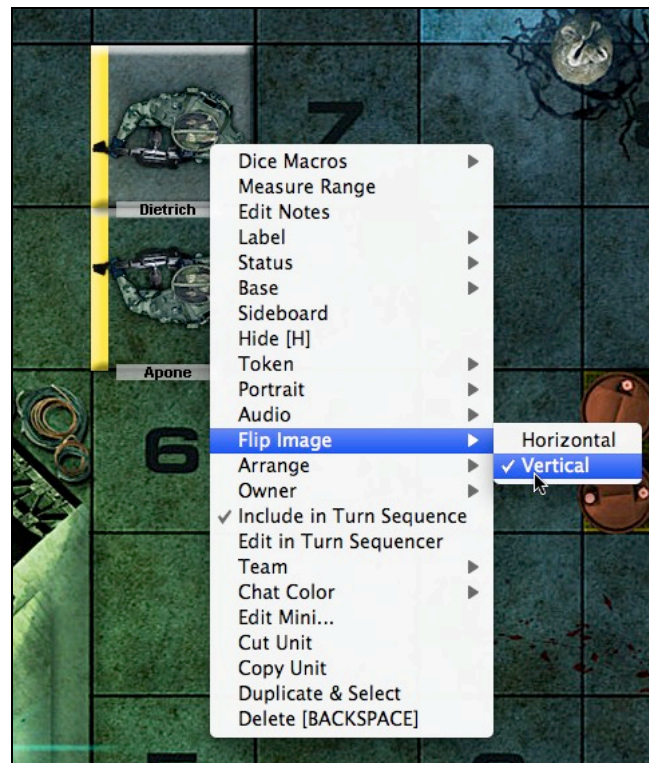 7
Dietrich
Apone
6
Dice Macros
Measure Range
Edit Notes
Label
Status
Base
Sideboard
Hide [H]
Token
Portrait
Audio
Flip Image
Horizontal
✓ Vertical
Arrange
Owner
✓ Include in Turn Sequence
Edit in Turn Sequencer
Team
Chat Color
Edit Mini...
Cut Unit
Copy Unit
Duplicate & Select
Delete [BACKSPACE]